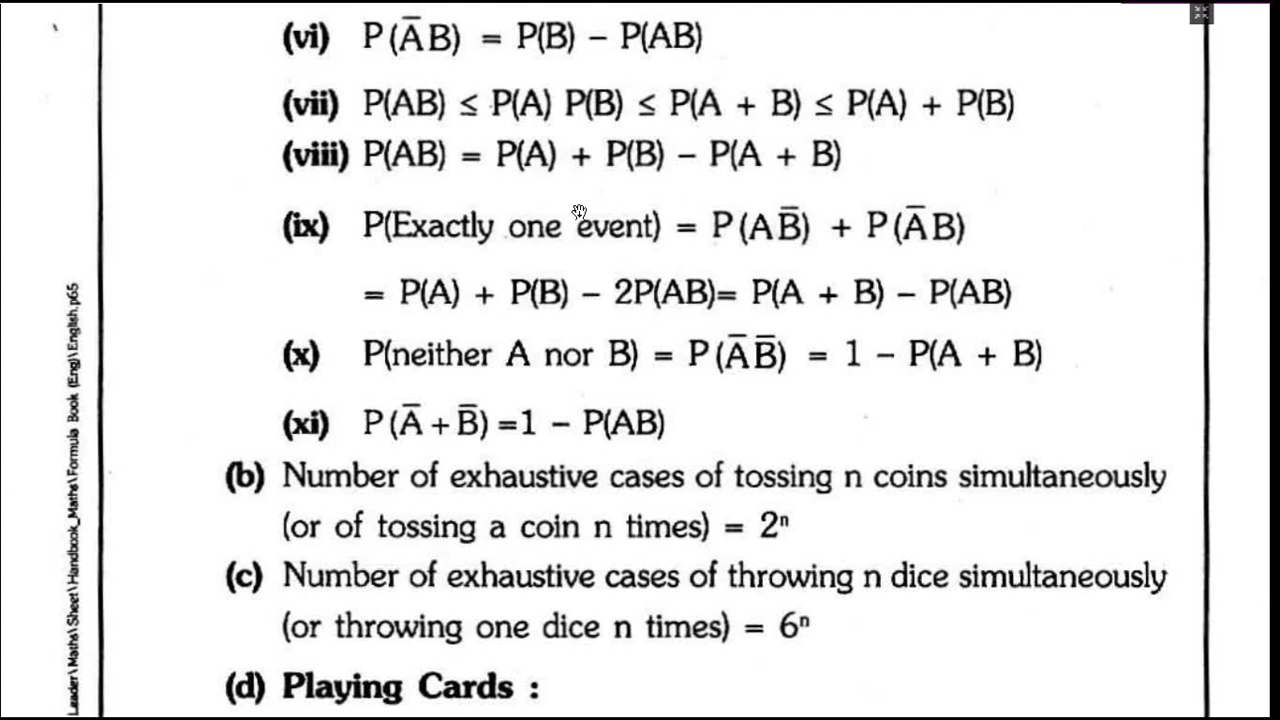 (vi) P(A̅B) = P(B) − P(AB)
(vii) P(AB) ≤ P(A) P(B) ≤ P(A + B) ≤ P(A) + P(B)
(viii) P(AB) = P(A) + P(B) − P(A + B)
(ix) P(Exactly one event) = P(AB̅) + P(A̅B)
= P(A) + P(B) − 2P(AB)= P(A + B) − P(AB)
(x) P(neither A nor B) = P(A̅B̅) = 1 − P(A + B)
(xi) P(A̅+B̅)=1 − P(AB)
(b) Number of exhaustive cases of tossing n coins simultaneously
(or of tossing a coin n times) = 2ⁿ
(c) Number of exhaustive cases of throwing n dice simultaneously
(or throwing one dice n times) = 6ⁿ
(d) Playing Cards :
Leader\Maths\Sheet\Handbook_Maths\Formula Book (Eng)\English.p65